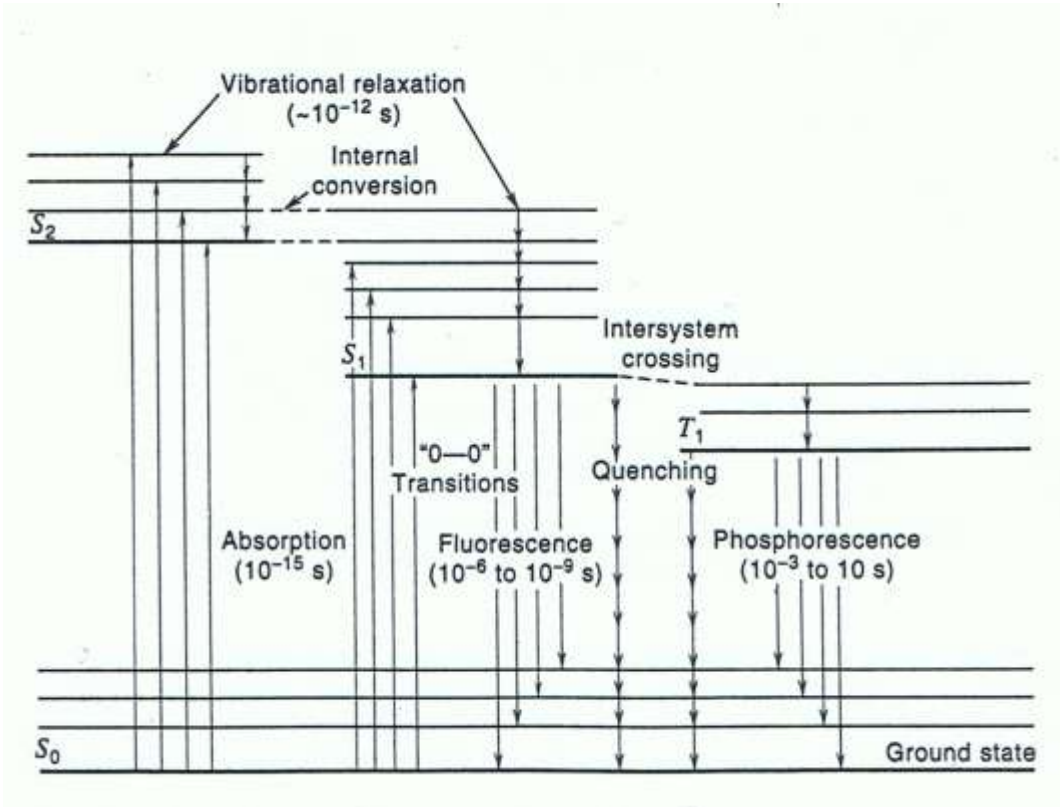 Vibrational relaxation
(~10⁻¹² s)
Internal
conversion
S₂
Intersystem
crossing
S₁
T₁
"0—0"
Transitions
Quenching
Absorption
(10⁻¹⁵ s)
Fluorescence
(10⁻⁶ to 10⁻⁹ s)
Phosphorescence
(10⁻³ to 10 s)
S₀
Ground state